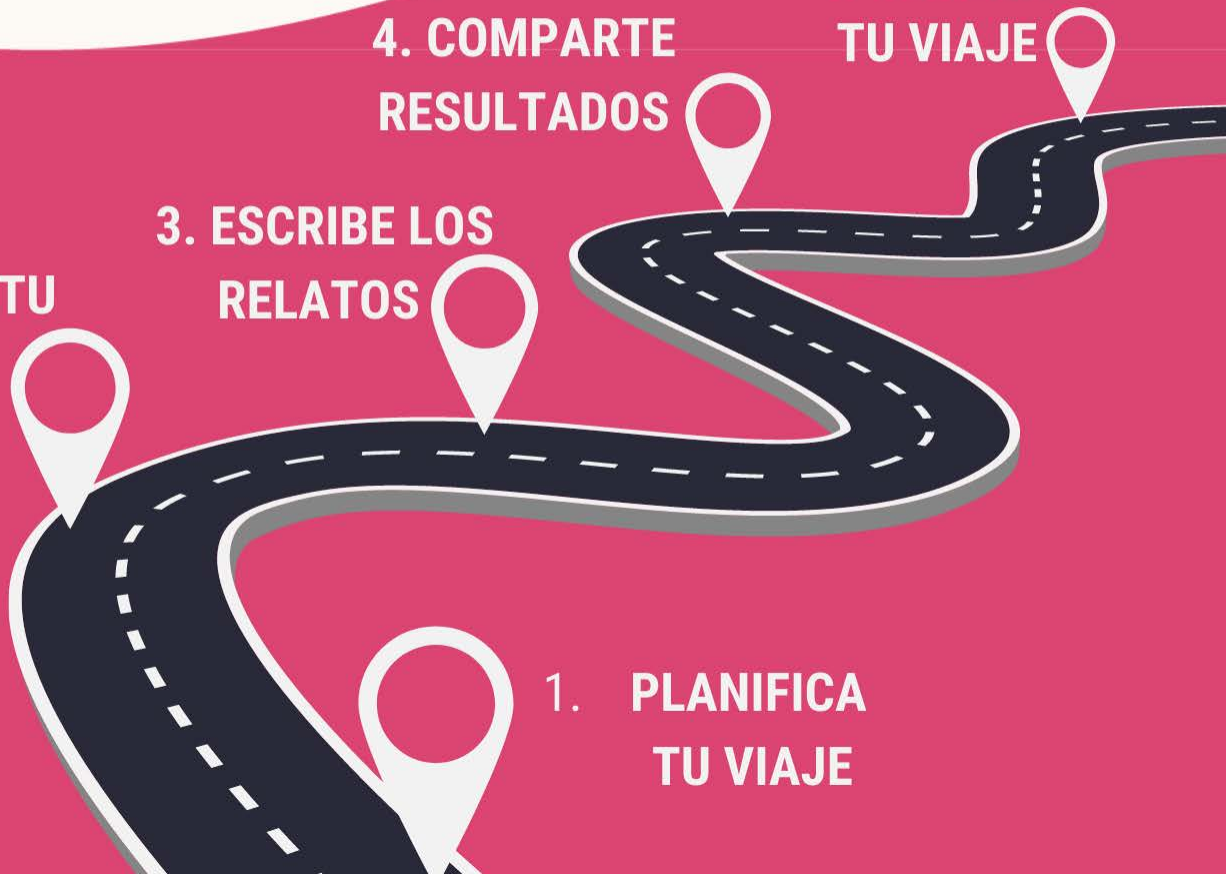 4. COMPARTE
RESULTADOS
TU VIAJE
3. ESCRIBE LOS
RELATOS
TU
1. PLANIFICA
TU VIAJE